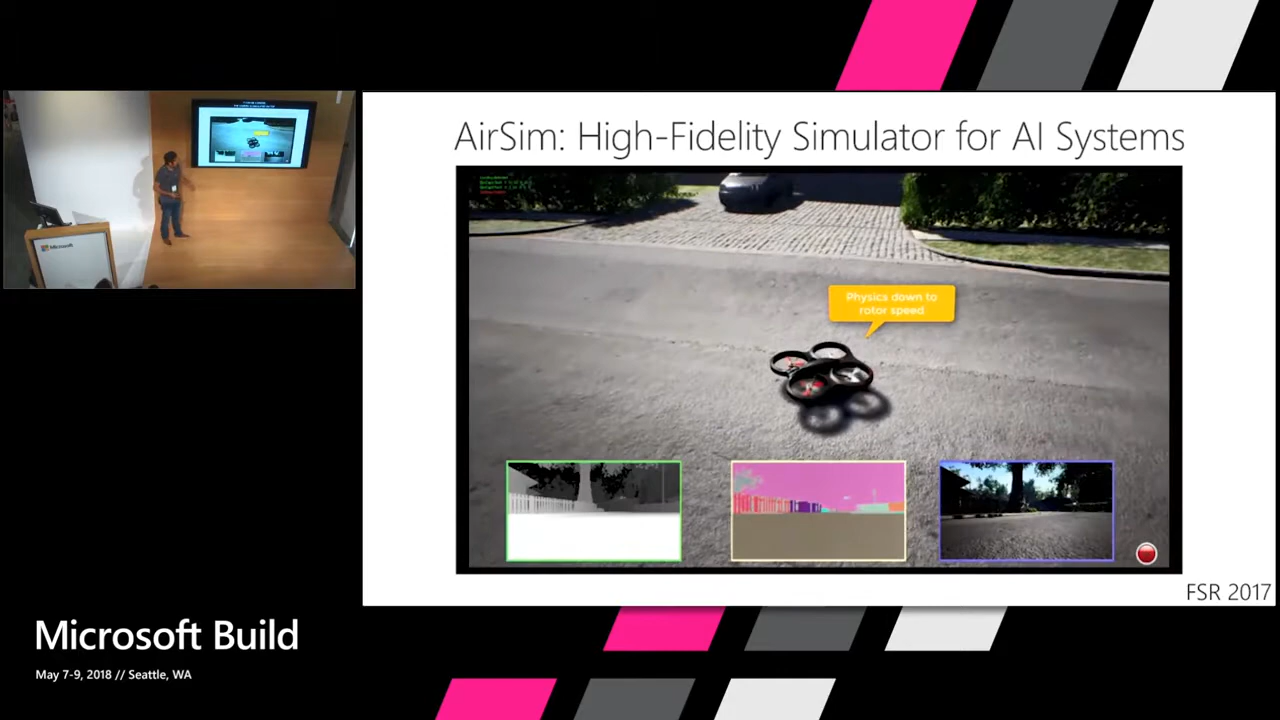 AirSim: High-Fidelity Simulator for AI Systems
Physics down to
rotor speed
FSR 2017
Microsoft
Microsoft Build
May 7-9, 2018 // Seattle, WA